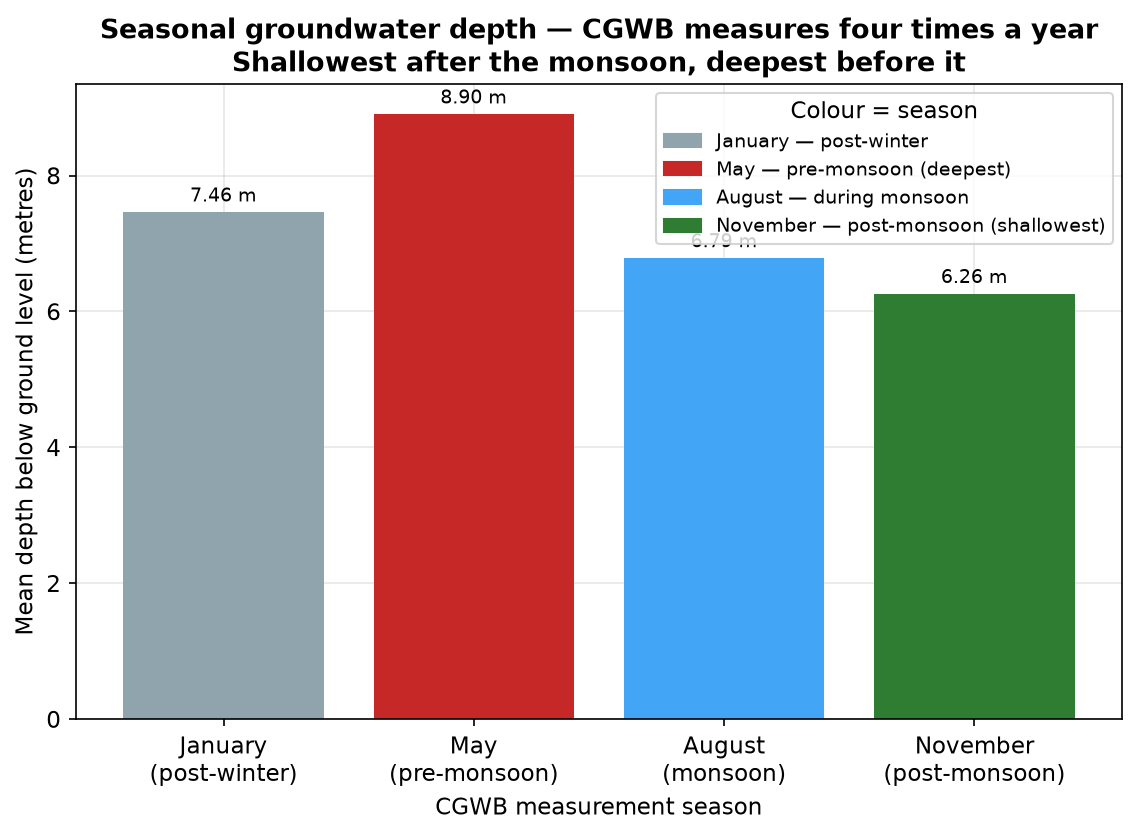 Seasonal groundwater depth — CGWB measures four times a year
Shallowest after the monsoon, deepest before it
Mean depth below ground level (metres)
8
6
4
2
0
7.46 m
8.90 m
6.79 m
6.26 m
Colour = season
January — post-winter
May — pre-monsoon (deepest)
August — during monsoon
November — post-monsoon (shallowest)
January
(post-winter)
May
(pre-monsoon)
August
(monsoon)
November
(post-monsoon)
CGWB measurement season